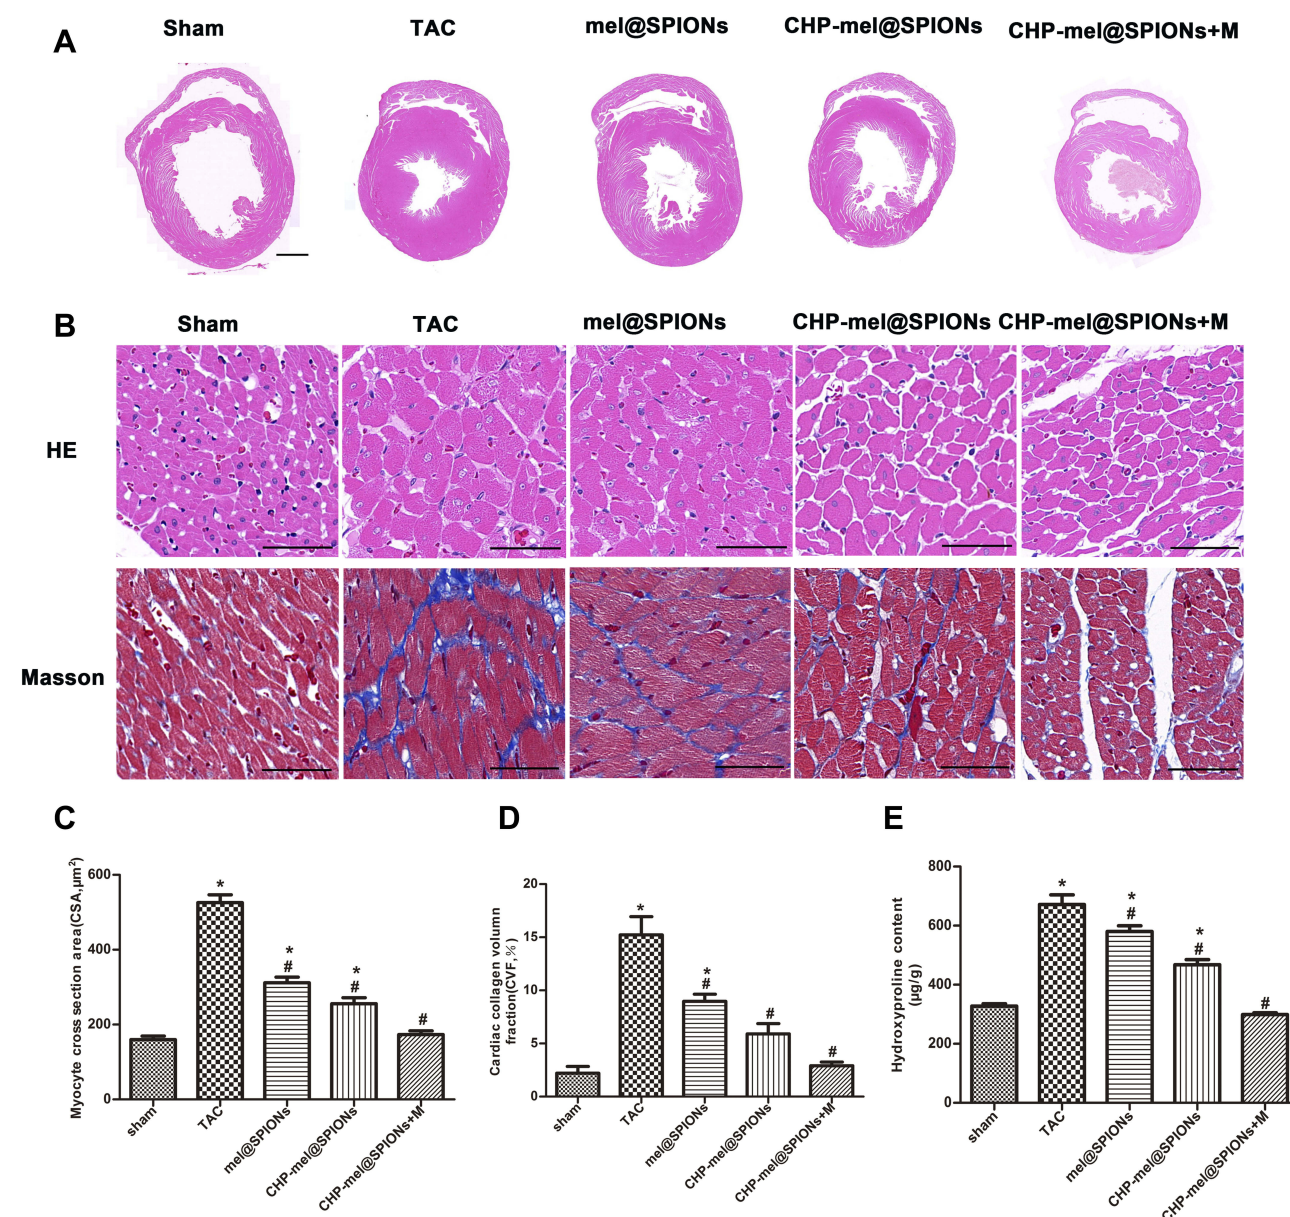 A
Sham
TAC
mel@SPIONs
CHP-mel@SPIONs
CHP-mel@SPIONs+M
B
Sham
TAC
mel@SPIONs
CHP-mel@SPIONs
CHP-mel@SPIONs+M
HE
Masson
C
Myocyte cross section area(CSA,μm²)
600
400
200
0
*
*
#
*
#
#
sham
TAC
mel@SPIONs
CHP-mel@SPIONs
CHP-mel@SPIONs+M
D
Cardiac collagen volumn
fraction(CVF,%)
20
15
10
5
0
*
*
#
#
#
sham
TAC
mel@SPIONs
CHP-mel@SPIONs
CHP-mel@SPIONs+M
E
Hydroxyproline content
(μg/g)
800
600
400
200
0
*
*
#
*
#
#
sham
TAC
mel@SPIONs
CHP-mel@SPIONs
CHP-mel@SPIONs+M